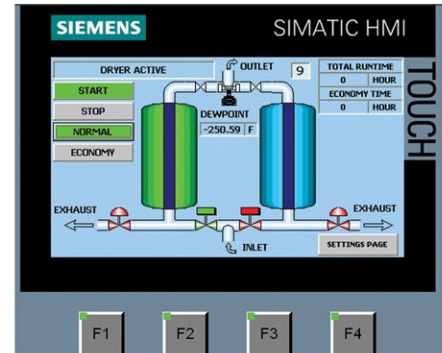 SIEMENS
SIMATIC HMI
TOUCH
DRYER ACTIVE
START
STOP
NORMAL
ECONOMY
OUTLET
9
TOTAL RUNTIME
0 HOUR
ECONOMY TIME
0 HOUR
DEWPOINT
-250.59 F
EXHAUST
EXHAUST
INLET
SETTINGS PAGE
F1 F2 F3 F4